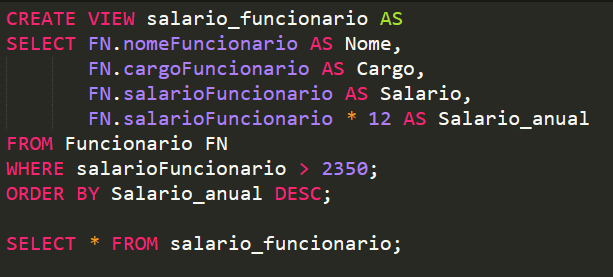 CREATE VIEW salario_funcionario AS
SELECT FN.nomeFuncionario AS Nome,
FN.cargoFuncionario AS Cargo,
FN.salarioFuncionario AS Salario,
FN.salarioFuncionario * 12 AS Salario_anual
FROM Funcionario FN
WHERE salarioFuncionario > 2350;
ORDER BY Salario_anual DESC;
SELECT * FROM salario_funcionario;